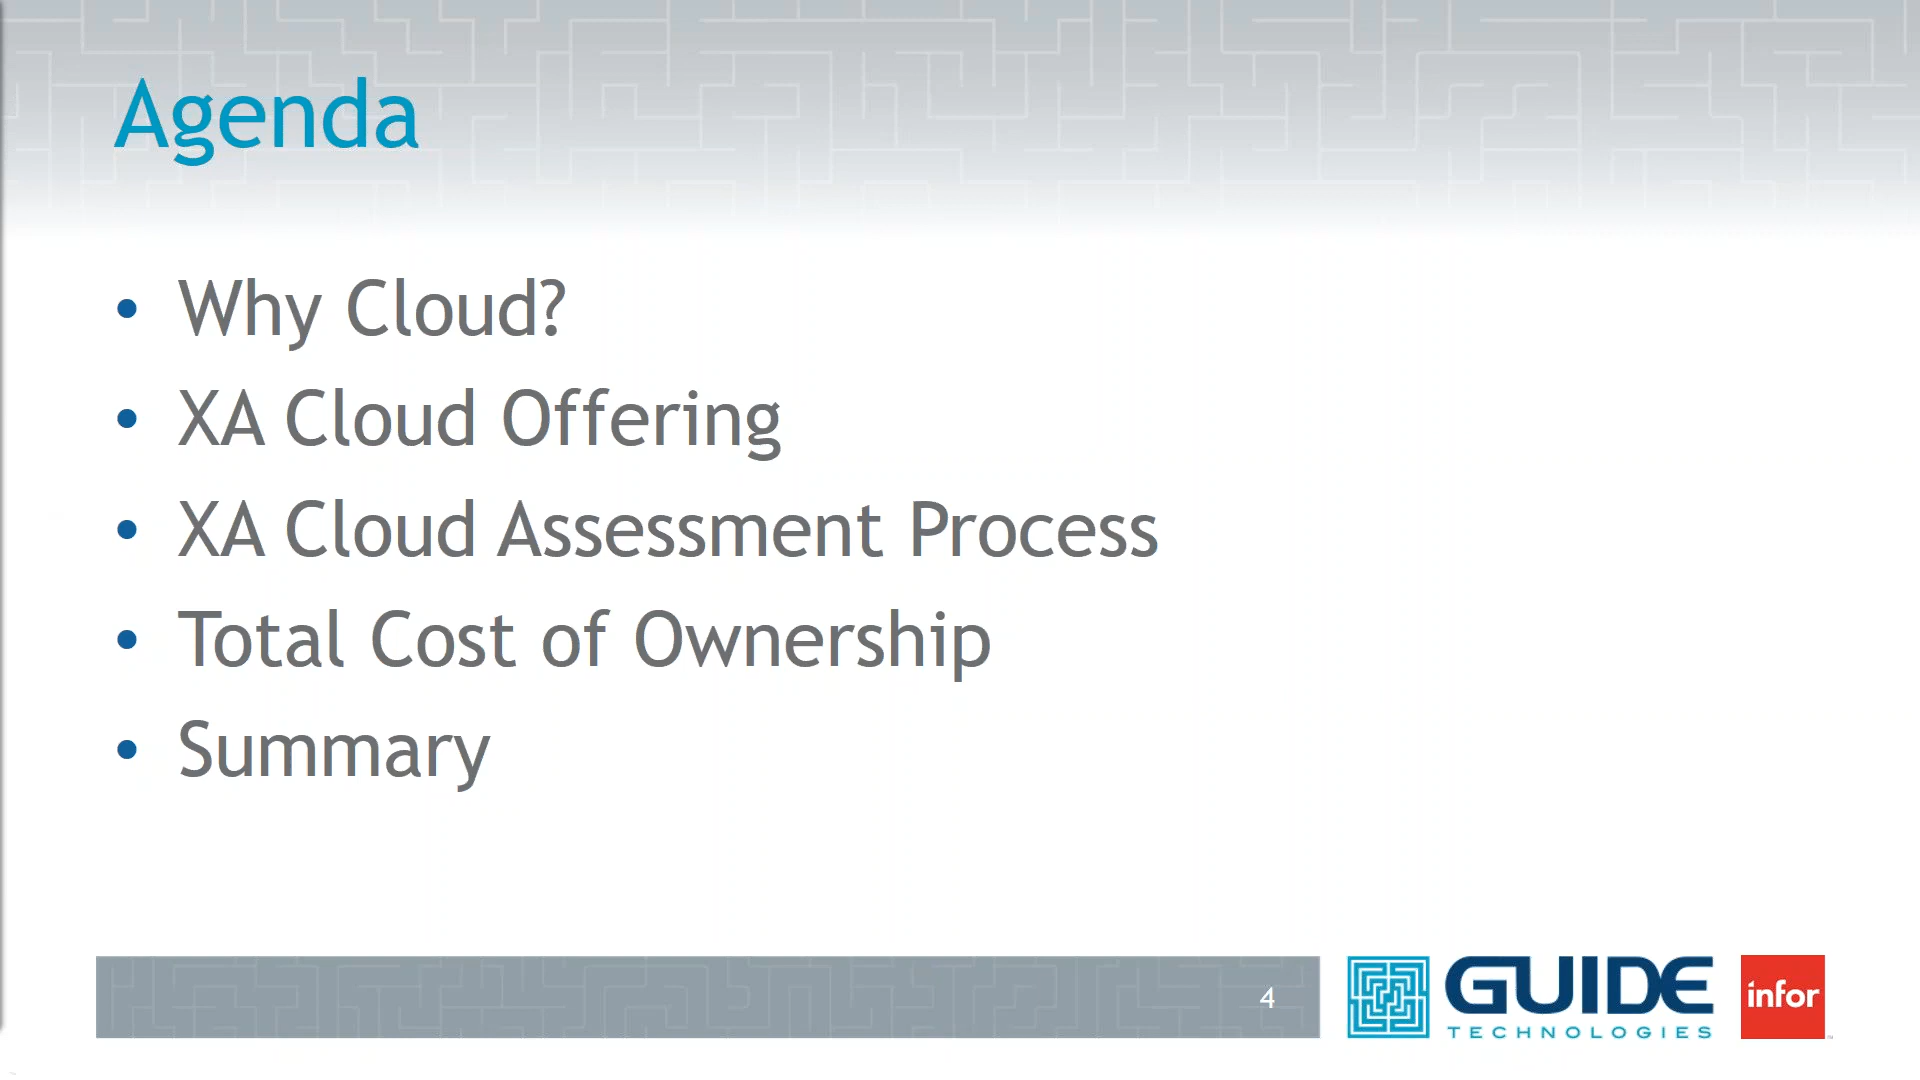 Agenda
• Why Cloud?
• XA Cloud Offering
• XA Cloud Assessment Process
• Total Cost of Ownership
• Summary
4
GUIDE
TECHNOLOGIES
infor